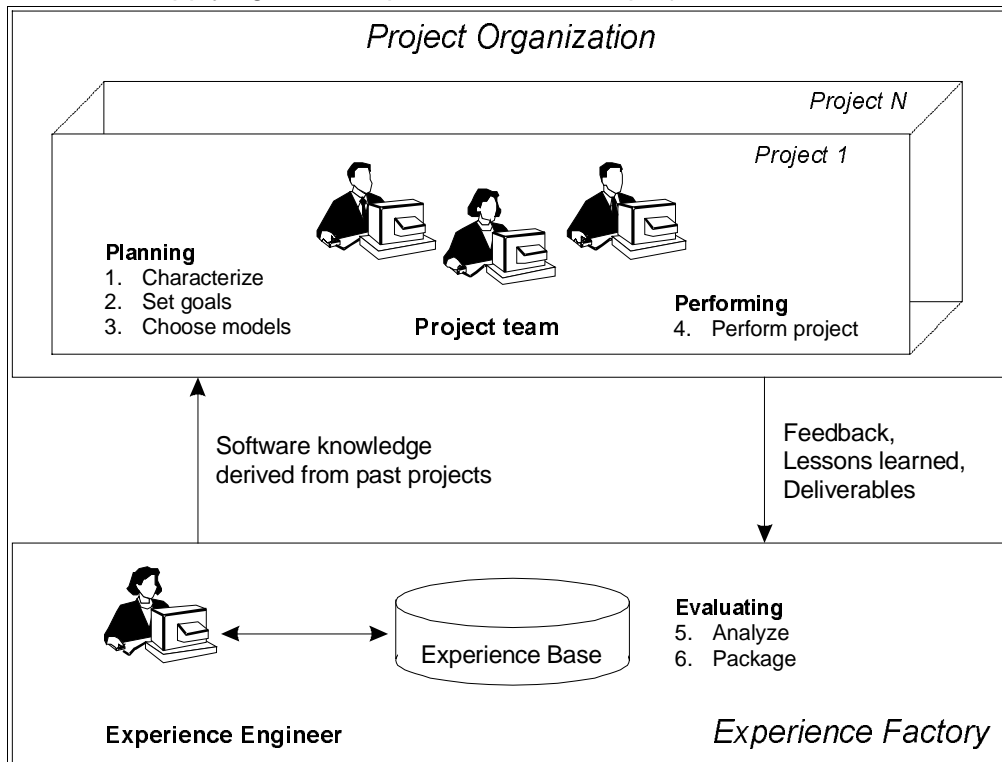 Project Organization
Project N
Project 1
Planning
1. Characterize
2. Set goals
3. Choose models
Project team
Performing
4. Perform project
Software knowledge
derived from past projects
Feedback,
Lessons learned,
Deliverables
Experience Base
Evaluating
5. Analyze
6. Package
Experience Engineer
Experience Factory